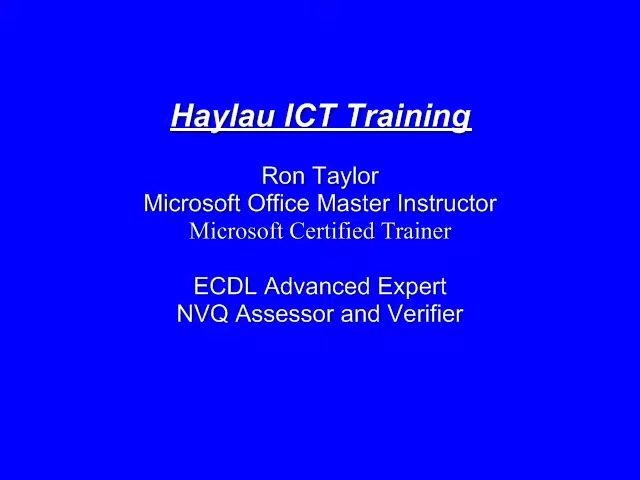 Haylau ICT Training
Ron Taylor
Microsoft Office Master Instructor
Microsoft Certified Trainer
ECDL Advanced Expert
NVQ Assessor and Verifier